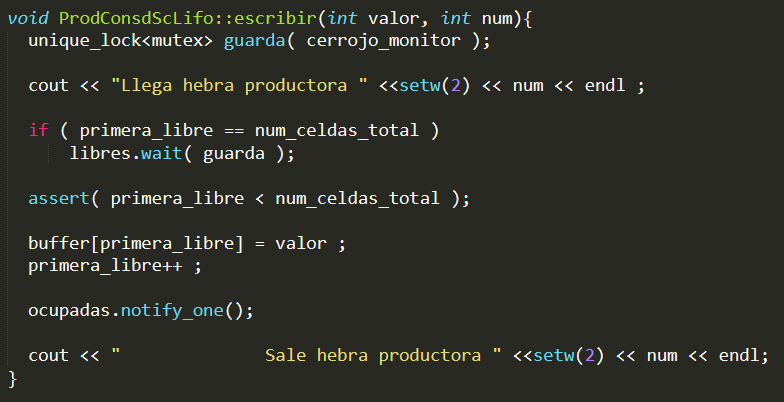 void ProdConsdScLifo::escribir(int valor, int num){
unique_lock<mutex> guarda( cerrojo_monitor );
cout << "Llega hebra productora " <<setw(2) << num << endl ;
if ( primera_libre == num_celdas_total )
libres.wait( guarda );
assert( primera_libre < num_celdas_total );
buffer[primera_libre] = valor ;
primera_libre++ ;
ocupadas.notify_one();
cout << "              Sale hebra productora " <<setw(2) << num << endl;
}